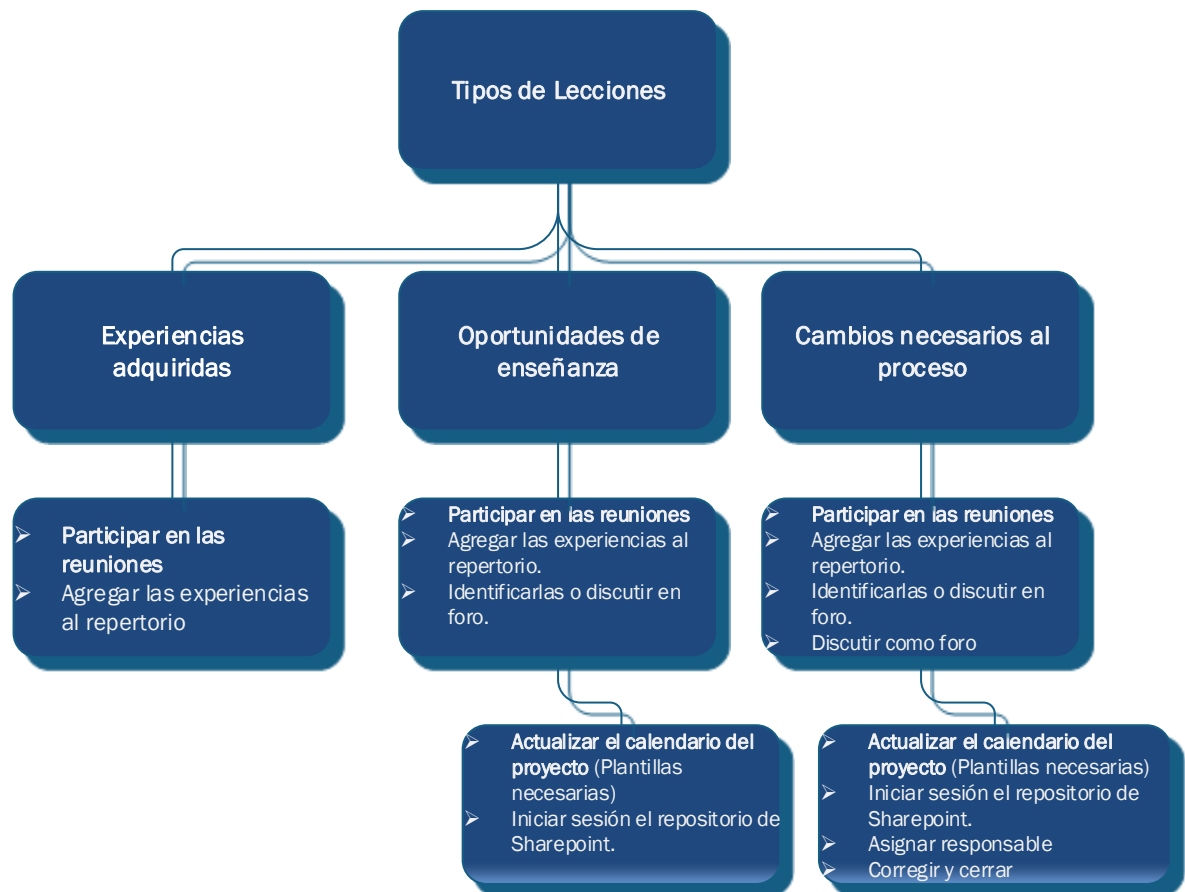 Tipos de Lecciones
Experiencias
adquiridas
Oportunidades de
enseñanza
Cambios necesarios al
proceso
➢ Participar en las
reuniones
➢ Agregar las experiencias
al repertorio
➢ Participar en las reuniones
➢ Agregar las experiencias al
repertorio.
➢ Identificarlas o discutir en
foro.
➢ Participar en las reuniones
➢ Agregar las experiencias al
repertorio.
➢ Identificarlas o discutir en
foro.
➢ Discutir como foro
➢ Actualizar el calendario del
proyecto (Plantillas
necesarias)
➢ Iniciar sesión el repositorio de
Sharepoint.
➢ Actualizar el calendario del
proyecto (Plantillas necesarias)
➢ Iniciar sesión el repositorio de
Sharepoint.
➢ Asignar responsable
➢ Corregir y cerrar